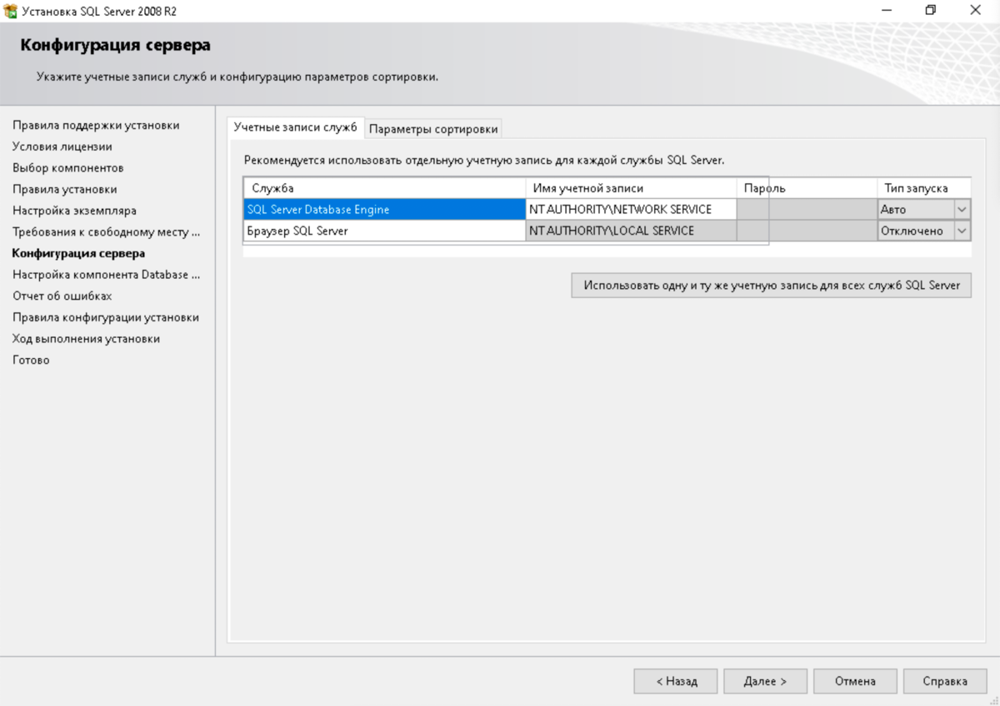 Установка SQL Server 2008 R2
Конфигурация сервера
Укажите учетные записи служб и конфигурацию параметров сортировки.
Правила поддержки установки
Условия лицензии
Выбор компонентов
Правила установки
Настройка экземпляра
Требования к свободному месту ...
Конфигурация сервера
Настройка компонента Database ...
Отчет об ошибках
Правила конфигурации установки
Ход выполнения установки
Готово
Учетные записи служб Параметры сортировки
Рекомендуется использовать отдельную учетную запись для каждой службы SQL Server.
Служба Имя учетной записи Пароль Тип запуска
SQL Server Database Engine NT AUTHORITY\NETWORK SERVICE Авто
Браузер SQL Server NT AUTHORITY\LOCAL SERVICE Отключено
Использовать одну и ту же учетную запись для всех служб SQL Server
< Назад Далее > Отмена Справка